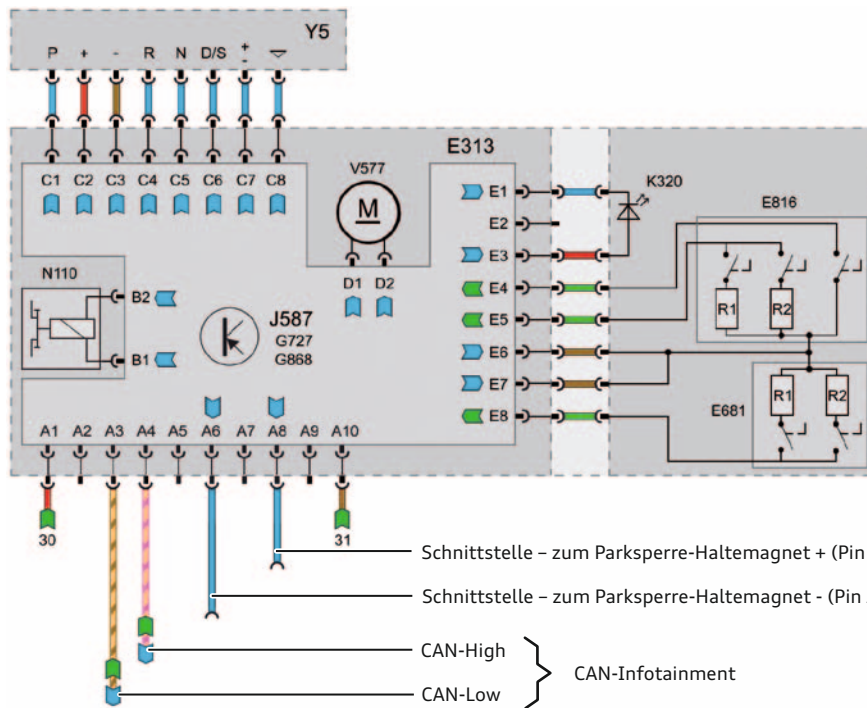 Y5
P + - R N D/S + -
E313
C1 C2 C3 C4 C5 C6 C7 C8
V577
M
E1
K320
E2
E816
E3
N110
D1 D2
E4
B2
J587
R1 R2
E5
G727
E6
G868
B1
E7
R1 R2
E681
E8
A1 A2 A3 A4 A5 A6 A7 A8 A9 A10
30
31
Schnittstelle – zum Parksperre-Haltemagnet + (Pin
Schnittstelle – zum Parksperre-Haltemagnet - (Pin
CAN-High
CAN-Infotainment
CAN-Low